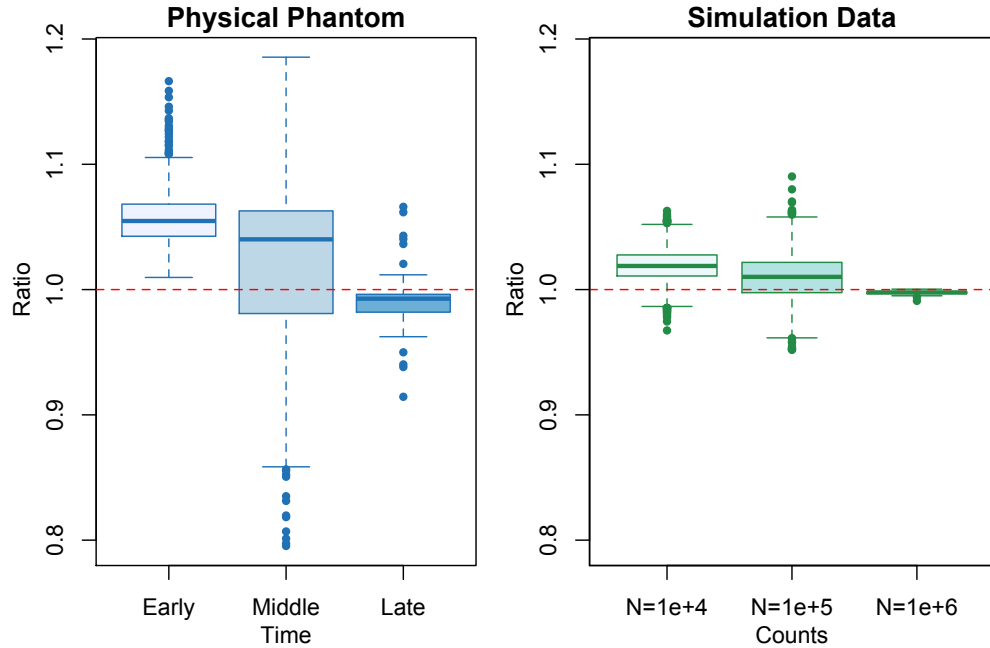 Physical Phantom
Ratio
1.2
1.1
1.0
0.9
0.8
Early Middle Late
Time
Simulation Data
Ratio
1.2
1.1
1.0
0.9
0.8
N=1e+4 N=1e+5 N=1e+6
Counts